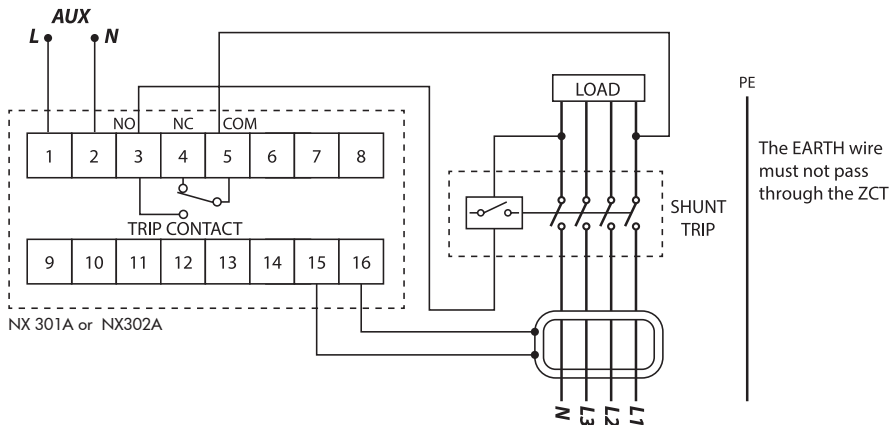 AUX
L N
LOAD
PE
NO NC COM
1 2 3 4 5 6 7 8
The EARTH wire
must not pass
through the ZCT
SHUNT
TRIP
TRIP CONTACT
9 10 11 12 13 14 15 16
NX 301A or NX302A
N L3 L2 L1